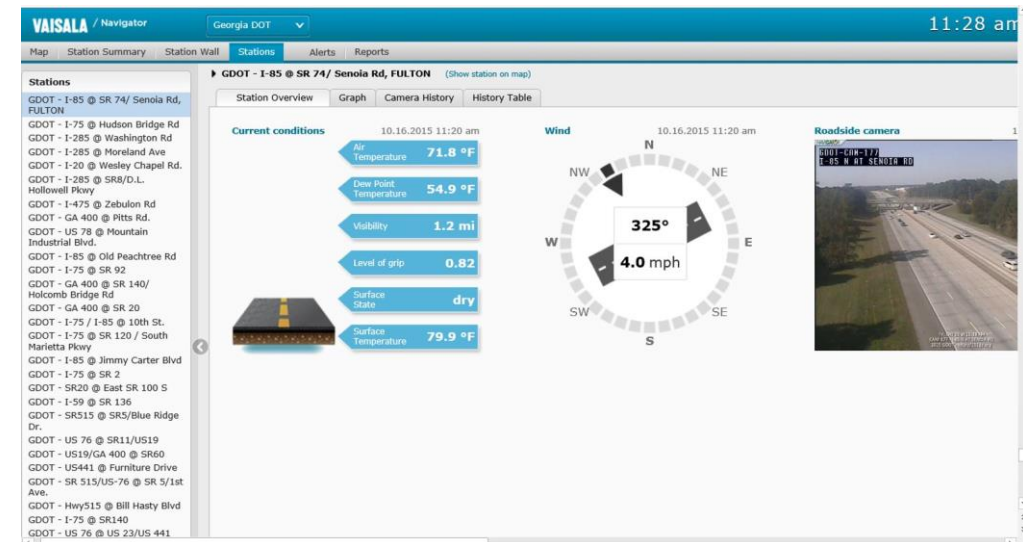 VAISALA / Navigator
Georgia DOT
11:28 am
Map Station Summary Station Wall Stations Alerts Reports
Stations
GDOT - I-85 @ SR 74/ Senoia Rd,
FULTON
GDOT - I-75 @ Hudson Bridge Rd
GDOT - I-285 @ Washington Rd
GDOT - I-285 @ Moreland Ave
GDOT - I-20 @ Wesley Chapel Rd.
GDOT - I-285 @ SR8/D.L.
Hollowell Pkwy
GDOT - I-475 @ Zebulon Rd
GDOT - GA 400 @ Pitts Rd.
GDOT - US 78 @ Mountain
Industrial Blvd.
GDOT - I-85 @ Old Peachtree Rd
GDOT - I-75 @ SR 92
GDOT - GA 400 @ SR 140/
Holcomb Bridge Rd
GDOT - GA 400 @ SR 20
GDOT - I-75 / I-85 @ 10th St.
GDOT - I-75 @ SR 120 / South
Marietta Pkwy
GDOT - I-85 @ Jimmy Carter Blvd
GDOT - I-75 @ SR 2
GDOT - SR20 @ East SR 100 S
GDOT - I-59 @ SR 136
GDOT - SR515 @ SR5/Blue Ridge
Dr.
GDOT - US 76 @ SR11/US19
GDOT - US19/GA 400 @ SR60
GDOT - US441 @ Furniture Drive
GDOT - SR 515/US-76 @ SR 5/1st
Ave.
GDOT - Hwy515 @ Bill Hasty Blvd
GDOT - I-75 @ SR140
GDOT - US 76 @ US 23/US 441
GDOT - I-85 @ SR 74/ Senoia Rd, FULTON (Show station on map)
Station Overview Graph Camera History History Table
Current conditions 10.16.2015 11:20 am
Air
Temperature 71.8 °F
Dew Point
Temperature 54.9 °F
Visibility 1.2 mi
Level of grip 0.82
Surface
State dry
Surface
Temperature 79.9 °F
Wind 10.16.2015 11:20 am
N
NW NE
325°
W E
4.0 mph
SW SE
S
Roadside camera 1
GDOT-CAM-177
I-85 N AT SENOIA RD